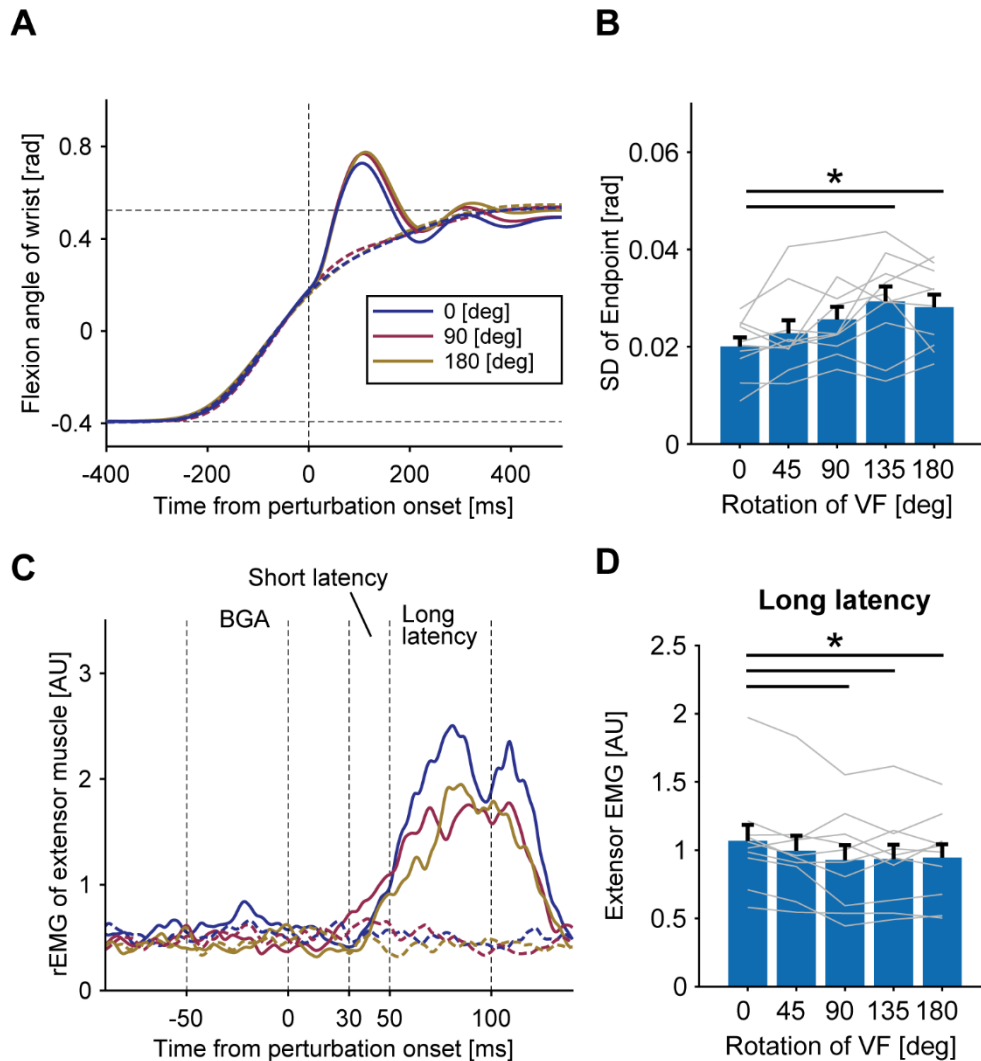 A
B
0.8
0.4
0
-0.4
Flexion angle of wrist [rad]
0 [deg]
90 [deg]
180 [deg]
-400
-200
0
200
400
Time from perturbation onset [ms]
*
0.06
0.04
0.02
0
SD of Endpoint [rad]
0
45
90
135
180
Rotation of VF [deg]
C
D
Short latency
BGA
Long
latency
3
2
1
0
rEMG of extensor muscle [AU]
-50
0
30
50
100
Time from perturbation onset [ms]
Long latency
*
2.5
2
1.5
1
0.5
0
Extensor EMG [AU]
0
45
90
135
180
Rotation of VF [deg]